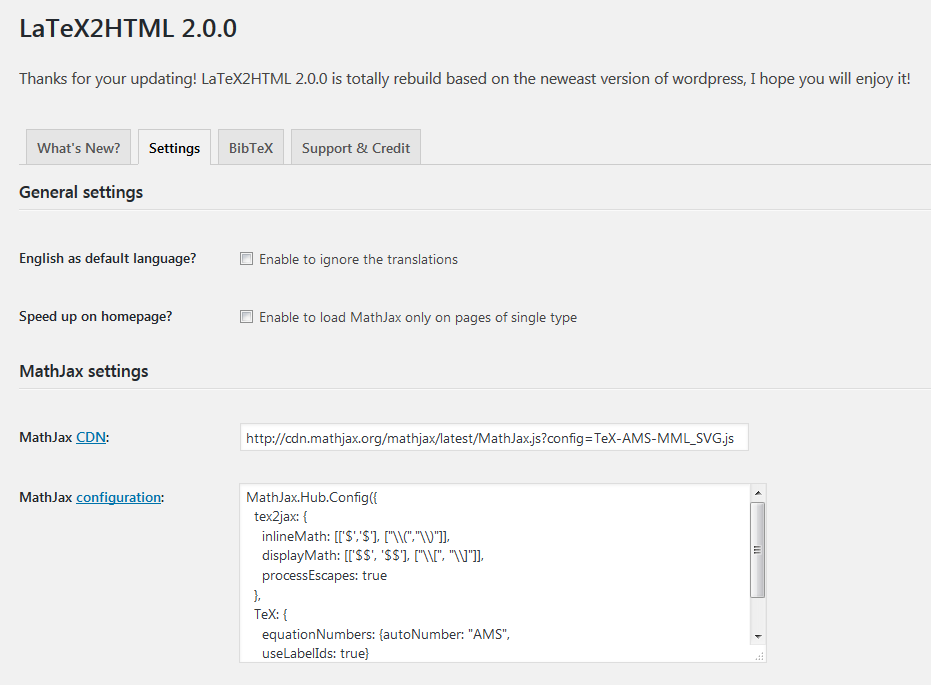 LaTeX2HTML 2.0.0
Thanks for your updating! LaTeX2HTML 2.0.0 is totally rebuild based on the neweast version of wordpress, I hope you will enjoy it!
What's New? Settings BibTeX Support & Credit
General settings
English as default language? Enable to ignore the translations
Speed up on homepage? Enable to load MathJax only on pages of single type
MathJax settings
MathJax CDN: http://cdn.mathjax.org/mathjax/latest/MathJax.js?config=TeX-AMS-MML_SVG.js
MathJax configuration: MathJax.Hub.Config({
tex2jax: {
inlineMath: [['$','$'], ["\\(","\\)"]],
displayMath: [['$$', '$$'], ["\\[", "\\]"]],
processEscapes: true
},
TeX: {
equationNumbers: {autoNumber: "AMS",
useLabelIds: true}